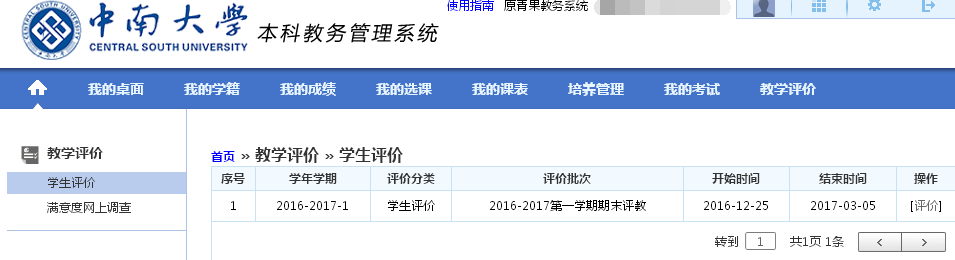 使用指南 原青果教务系统
中南大学
CENTRAL SOUTH UNIVERSITY
本科教务管理系统
我的桌面 我的学籍 我的成绩 我的选课 我的课表 培养管理 我的考试 教学评价
教学评价
学生评价
满意度网上调查
首页 » 教学评价 » 学生评价
序号 学年学期 评价分类 评价批次 开始时间 结束时间 操作
1 2016-2017-1 学生评价 2016-2017第一学期期末评教 2016-12-25 2017-03-05 [评价]
转到 1 共1页 1条 < >